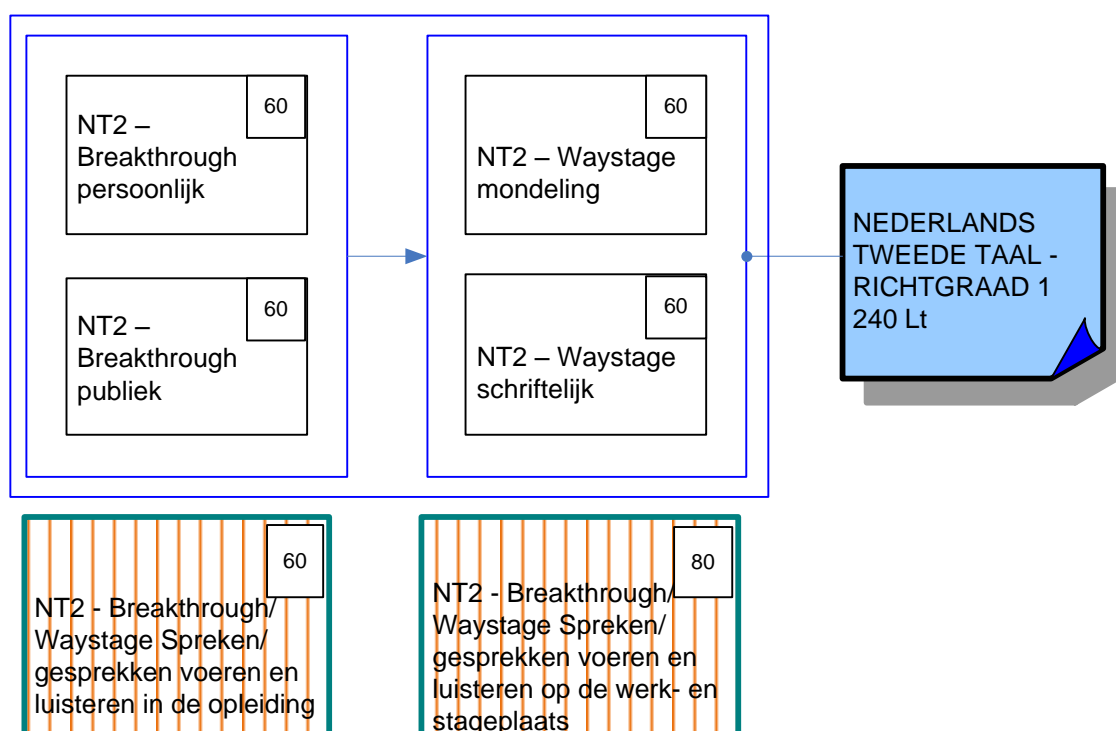 60
NT2 –
Breakthrough
persoonlijk
60
NT2 –
Breakthrough
publiek
60
NT2 – Waystage
mondeling
60
NT2 – Waystage
schriftelijk
NEDERLANDS
TWEEDE TAAL -
RICHTGRAAD 1
240 Lt
60
NT2 - Breakthrough/
Waystage Spreken/
gesprekken voeren en
luisteren in de opleiding
80
NT2 - Breakthrough/
Waystage Spreken/
gesprekken voeren en
luisteren op de werk- en
stageplaats